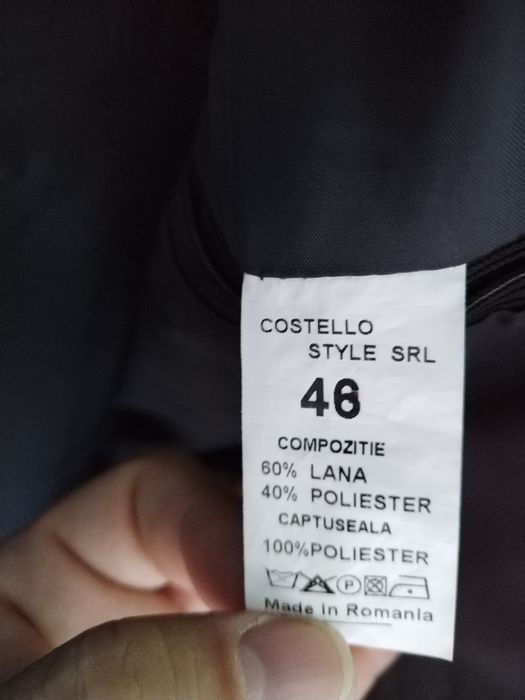 COSTELLO
STYLE SRL
46
COMPOZITIE
60% LANA
40% POLIESTER
CAPTUSEALA
100%POLIESTER
P
Made in Romania